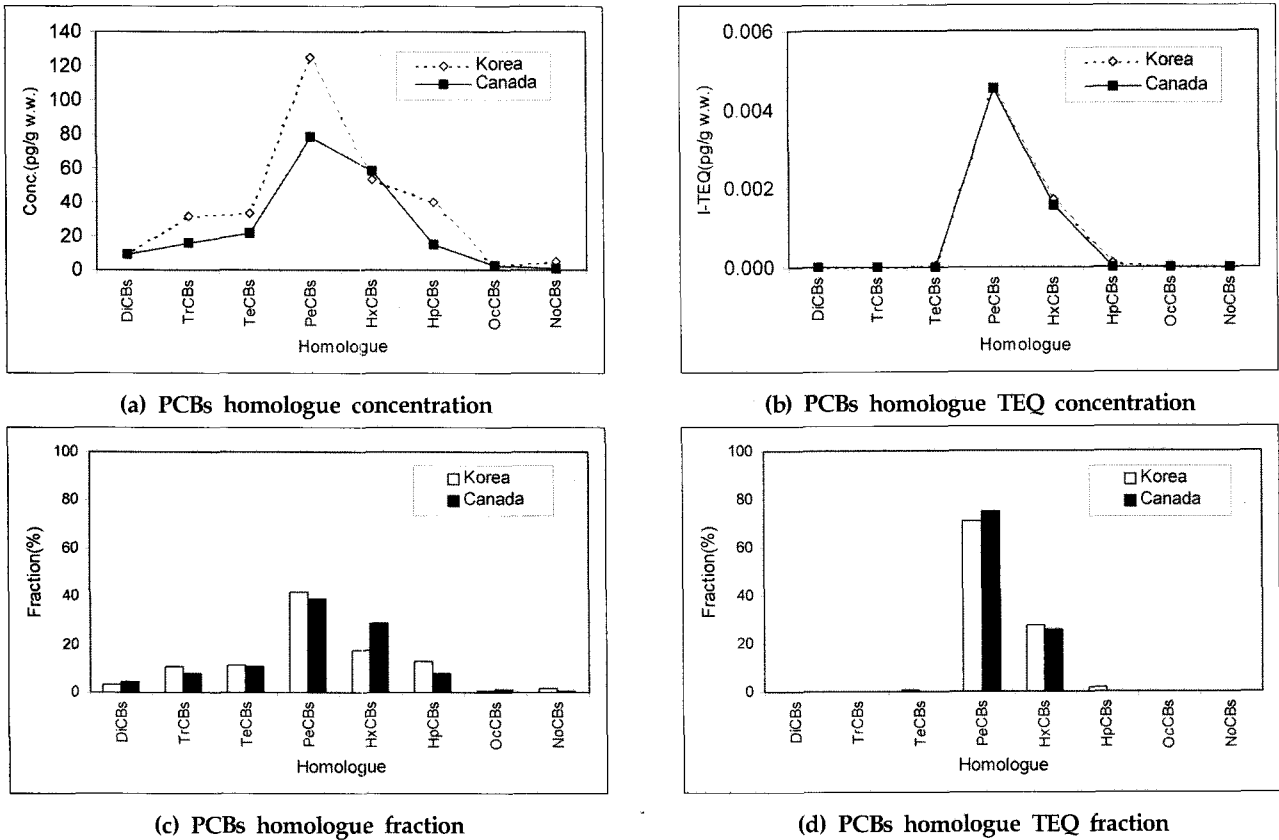 140
120
100
80
60
40
20
0
Conc.(pg/g w.w.)
Korea
Canada
DiCBs
TrCBs
TeCBs
PeCBs
HxCBs
HpCBs
OcCBs
NoCBs
Homologue
(a) PCBs homologue concentration
0.006
0.004
0.002
0.000
I-TEQ(pg/g w.w.)
Korea
Canada
DiCBs
TrCBs
TeCBs
PeCBs
HxCBs
HpCBs
OcCBs
NoCBs
Homologue
(b) PCBs homologue TEQ concentration
100
80
60
40
20
0
Fraction(%)
Korea
Canada
DiCBs
TrCBs
TeCBs
PeCBs
HxCBs
HpCBs
OcCBs
NoCBs
Homologue
(c) PCBs homologue fraction
100
80
60
40
20
0
Fraction(%)
Korea
Canada
DiCBs
TrCBs
TeCBs
PeCBs
HxCBs
HpCBs
OcCBs
NoCBs
Homologue
(d) PCBs homologue TEQ fraction